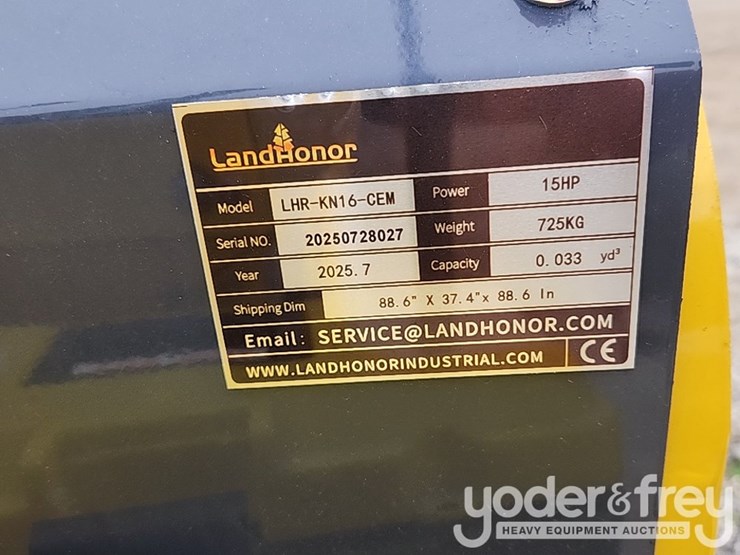 LandHonor
Model LHR-KN16-CEM Power 15HP
Serial NO. 20250728027 Weight 725KG
Year 2025.7 Capacity 0.033 yd³
Shipping Dim 88.6" X 37.4"x 88.6 In
Email: SERVICE@LANDHONOR.COM
WWW.LANDHONORINDUSTRIAL.COM CE
yoder&frey
HEAVY EQUIPMENT AUCTIONS